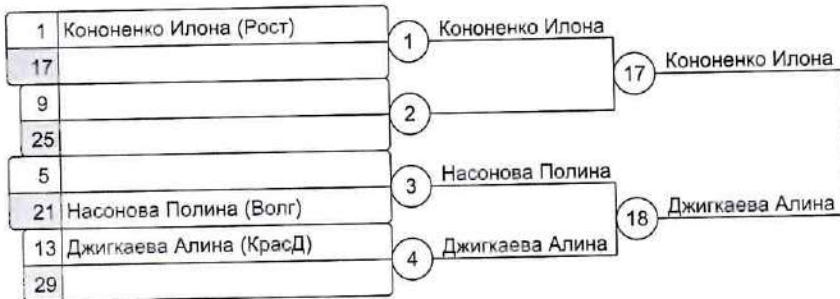 1 Кононенко Илона (Рост)
17
1 Кононенко Илона
9
25
2
17 Кононенко Илона
5
21 Насонова Полина (Волг)
3 Насонова Полина
13 Джигкаева Алина (КрасД)
29
4 Джигкаева Алина
18 Джигкаева Алина